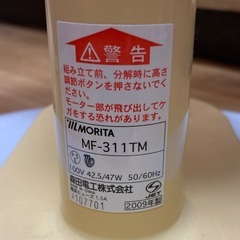 警告
組み立て前、分解時に高さ
調節ボタンを押さないでくだ
さい。
モーター部が飛び出してケ
ガをする恐れがあります。
MORITA
MF-311TM
100V 42.5/47W 50/60Hz
森田電工株式会社
2009年製
J107701